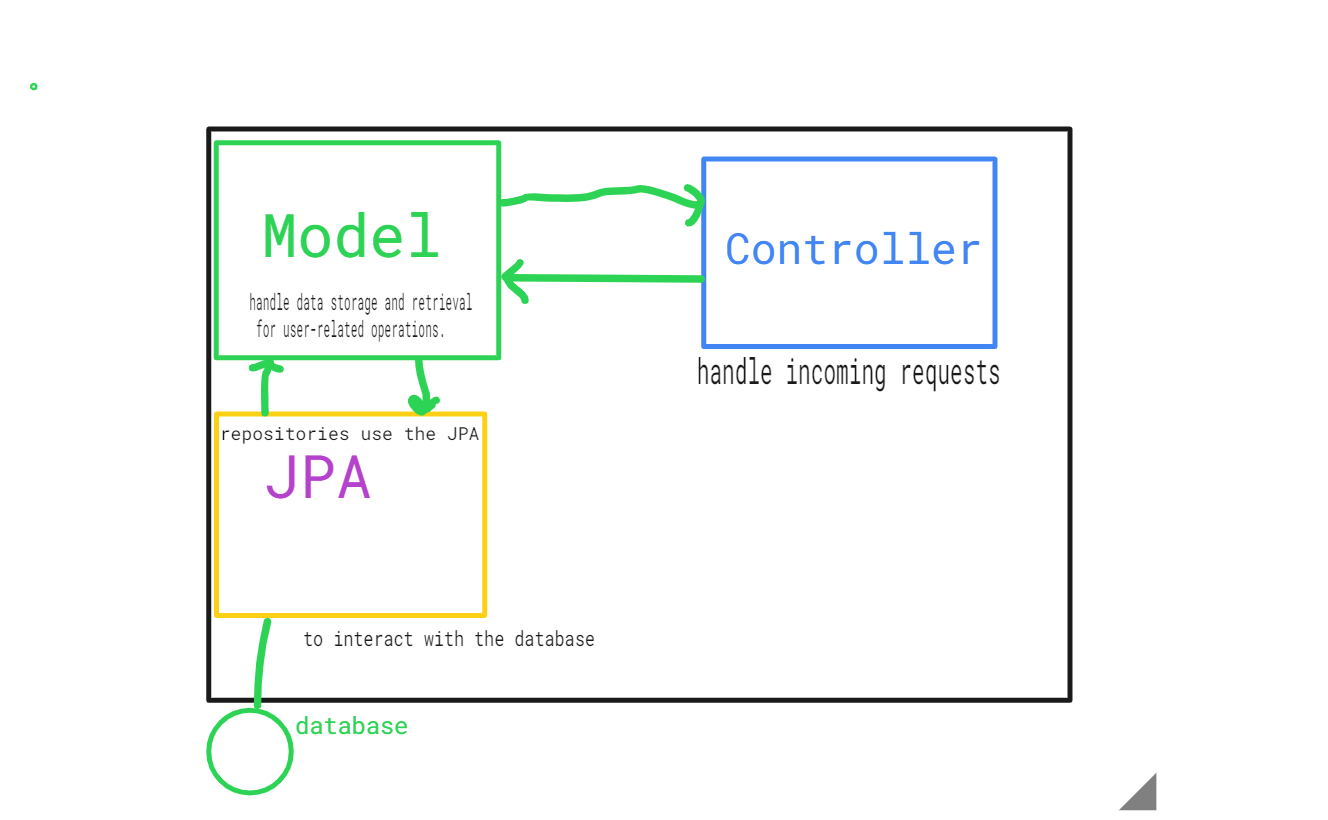 Model
handle data storage and retrieval
for user-related operations.
Controller
handle incoming requests
repositories use the JPA
JPA
to interact with the database
database